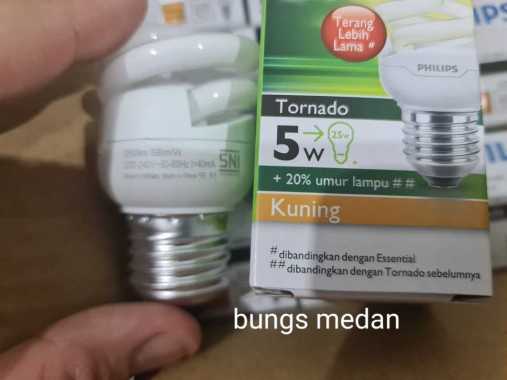 Terang
Lebih
Lama #
PHILIPS
Tornado
5w
25w
+ 20% umur lampu ##
Kuning
# dibandingkan dengan Essential
## dibandingkan dengan Tornado sebelumnya
SNI
bungs medan